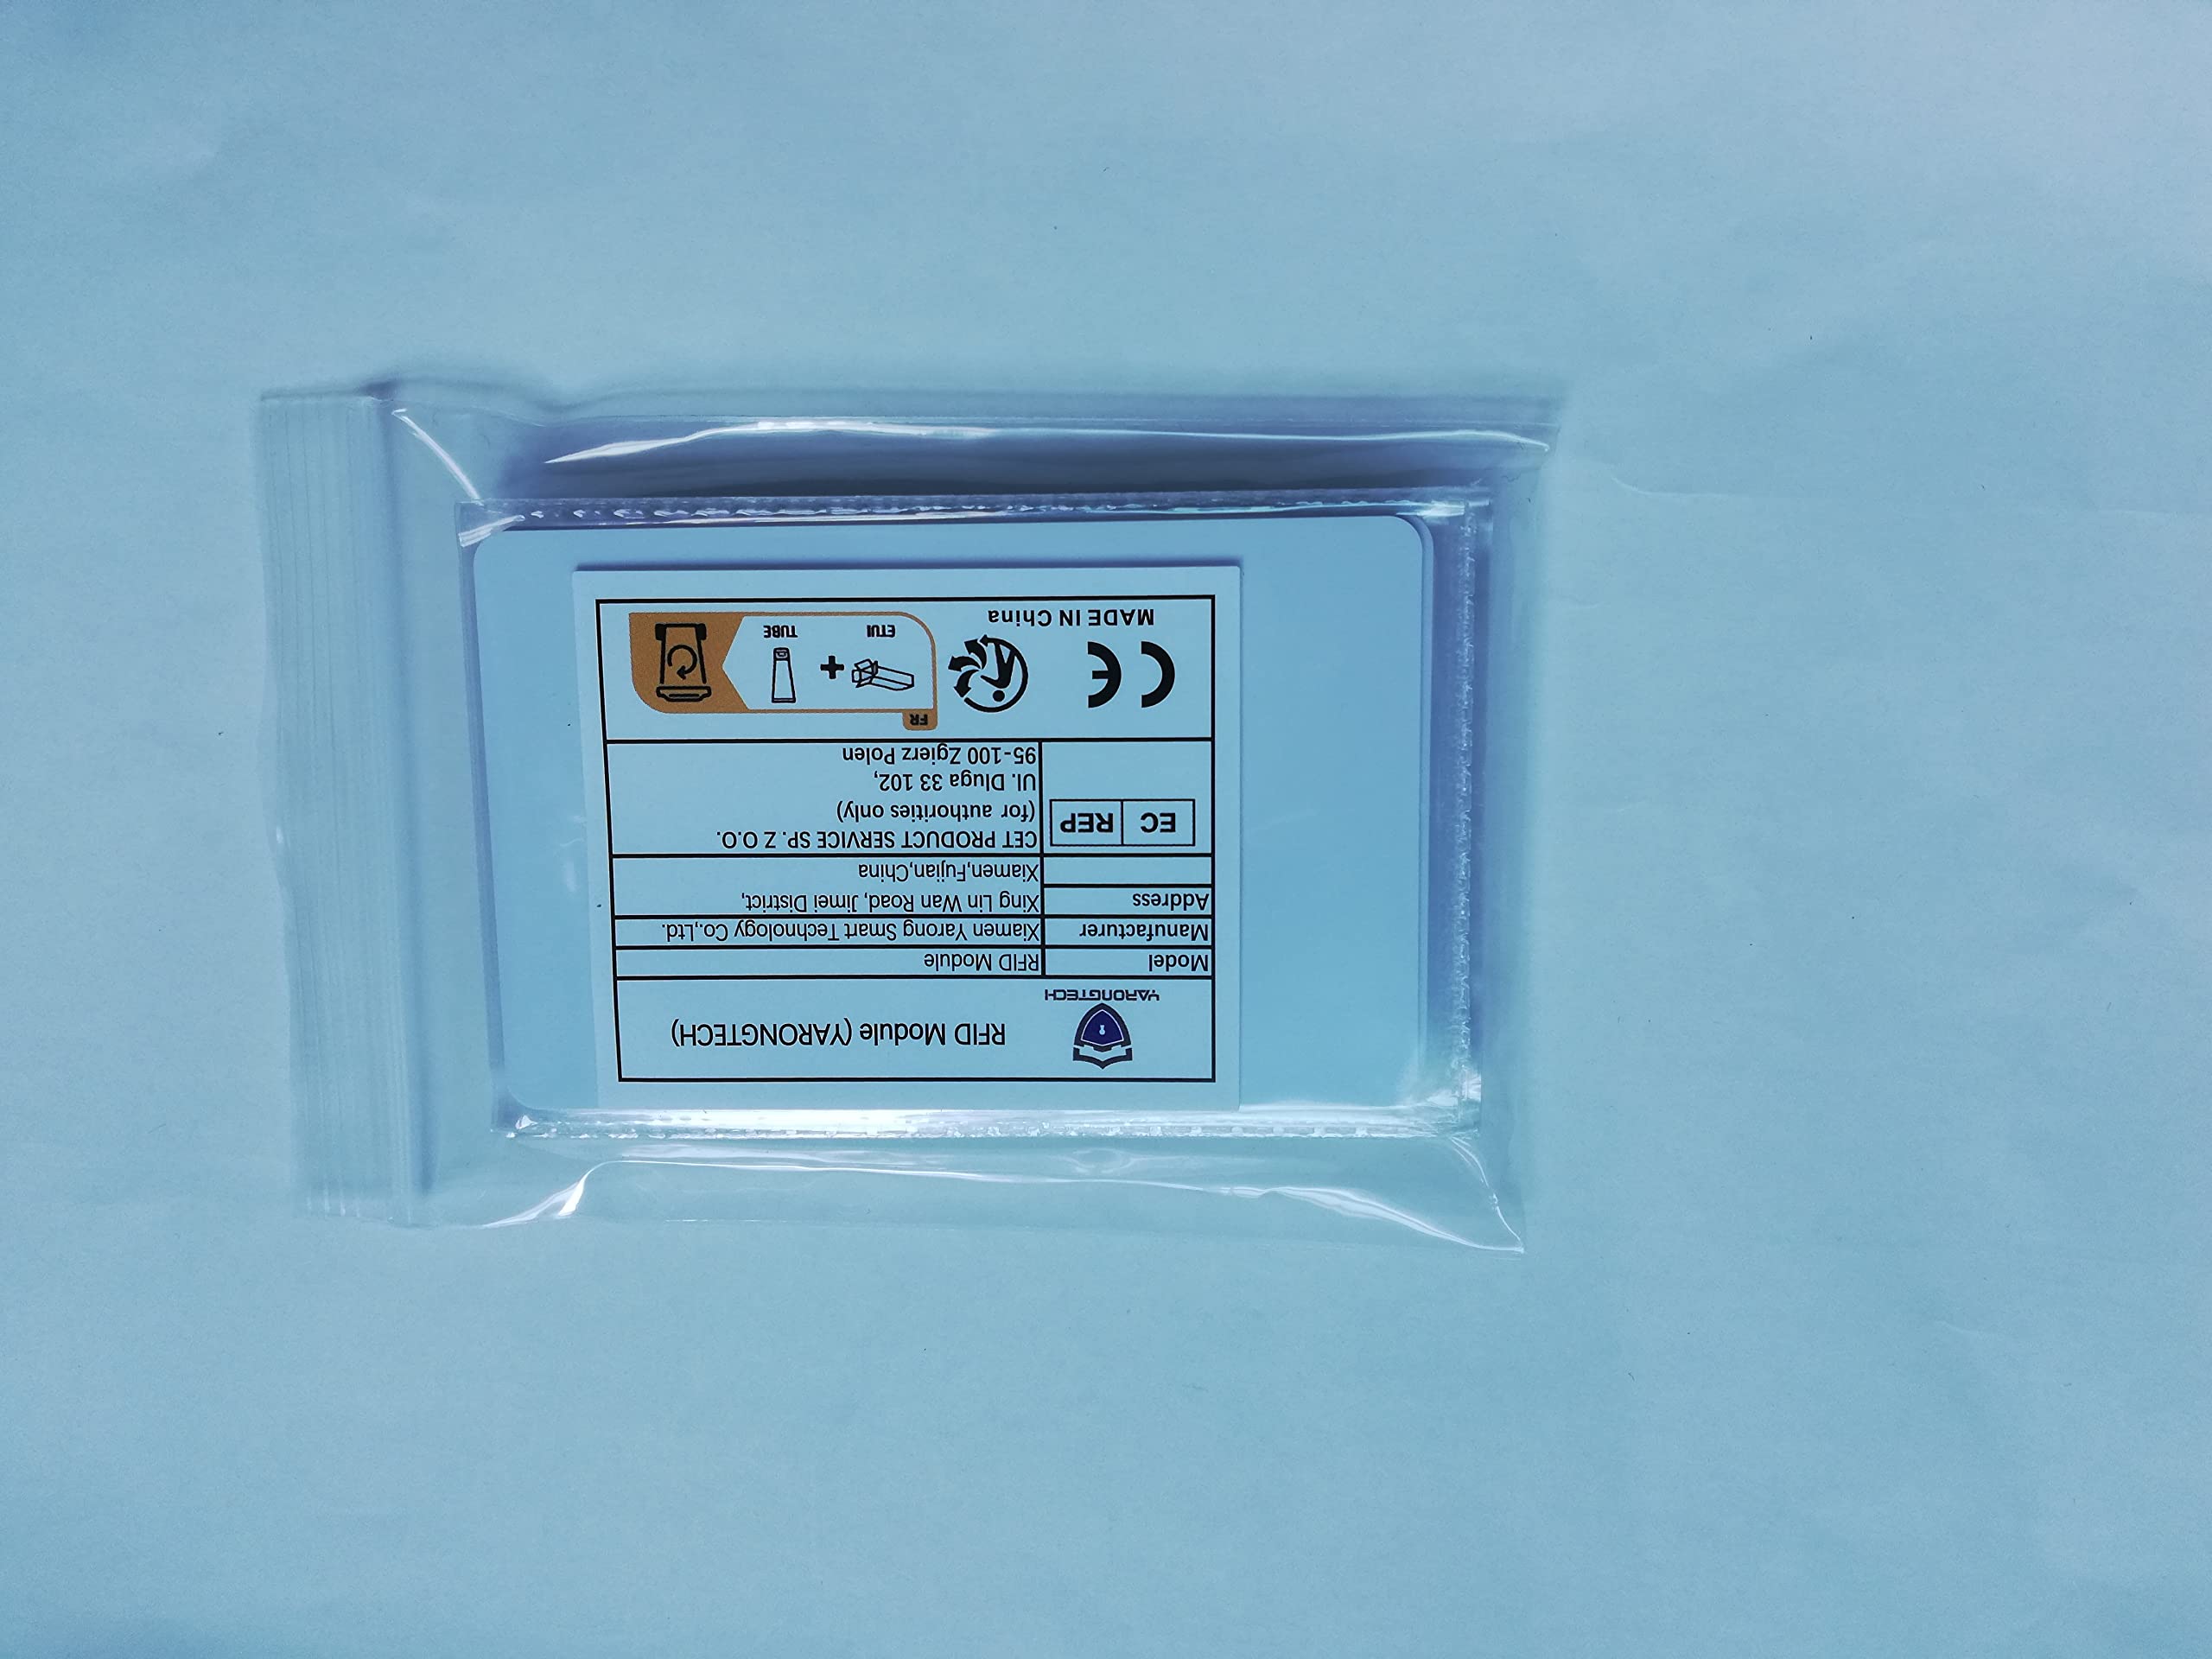 YARONGTECH
RFID Module (YARONGTECH)
Model RFID Module
Manufacturer Xiamen Yarong Smart Technology Co.,Ltd.
Address Xing Lin Wan Road, Jimei District,
Xiamen,Fujian,China
EC REP
CET PRODUCT SERVICE SP. Z O.O.
(for authorities only)
Ul. Dluga 33 102,
95-100 Zgierz Polen
CE
MADE IN China
FR
ETUI + TUBE